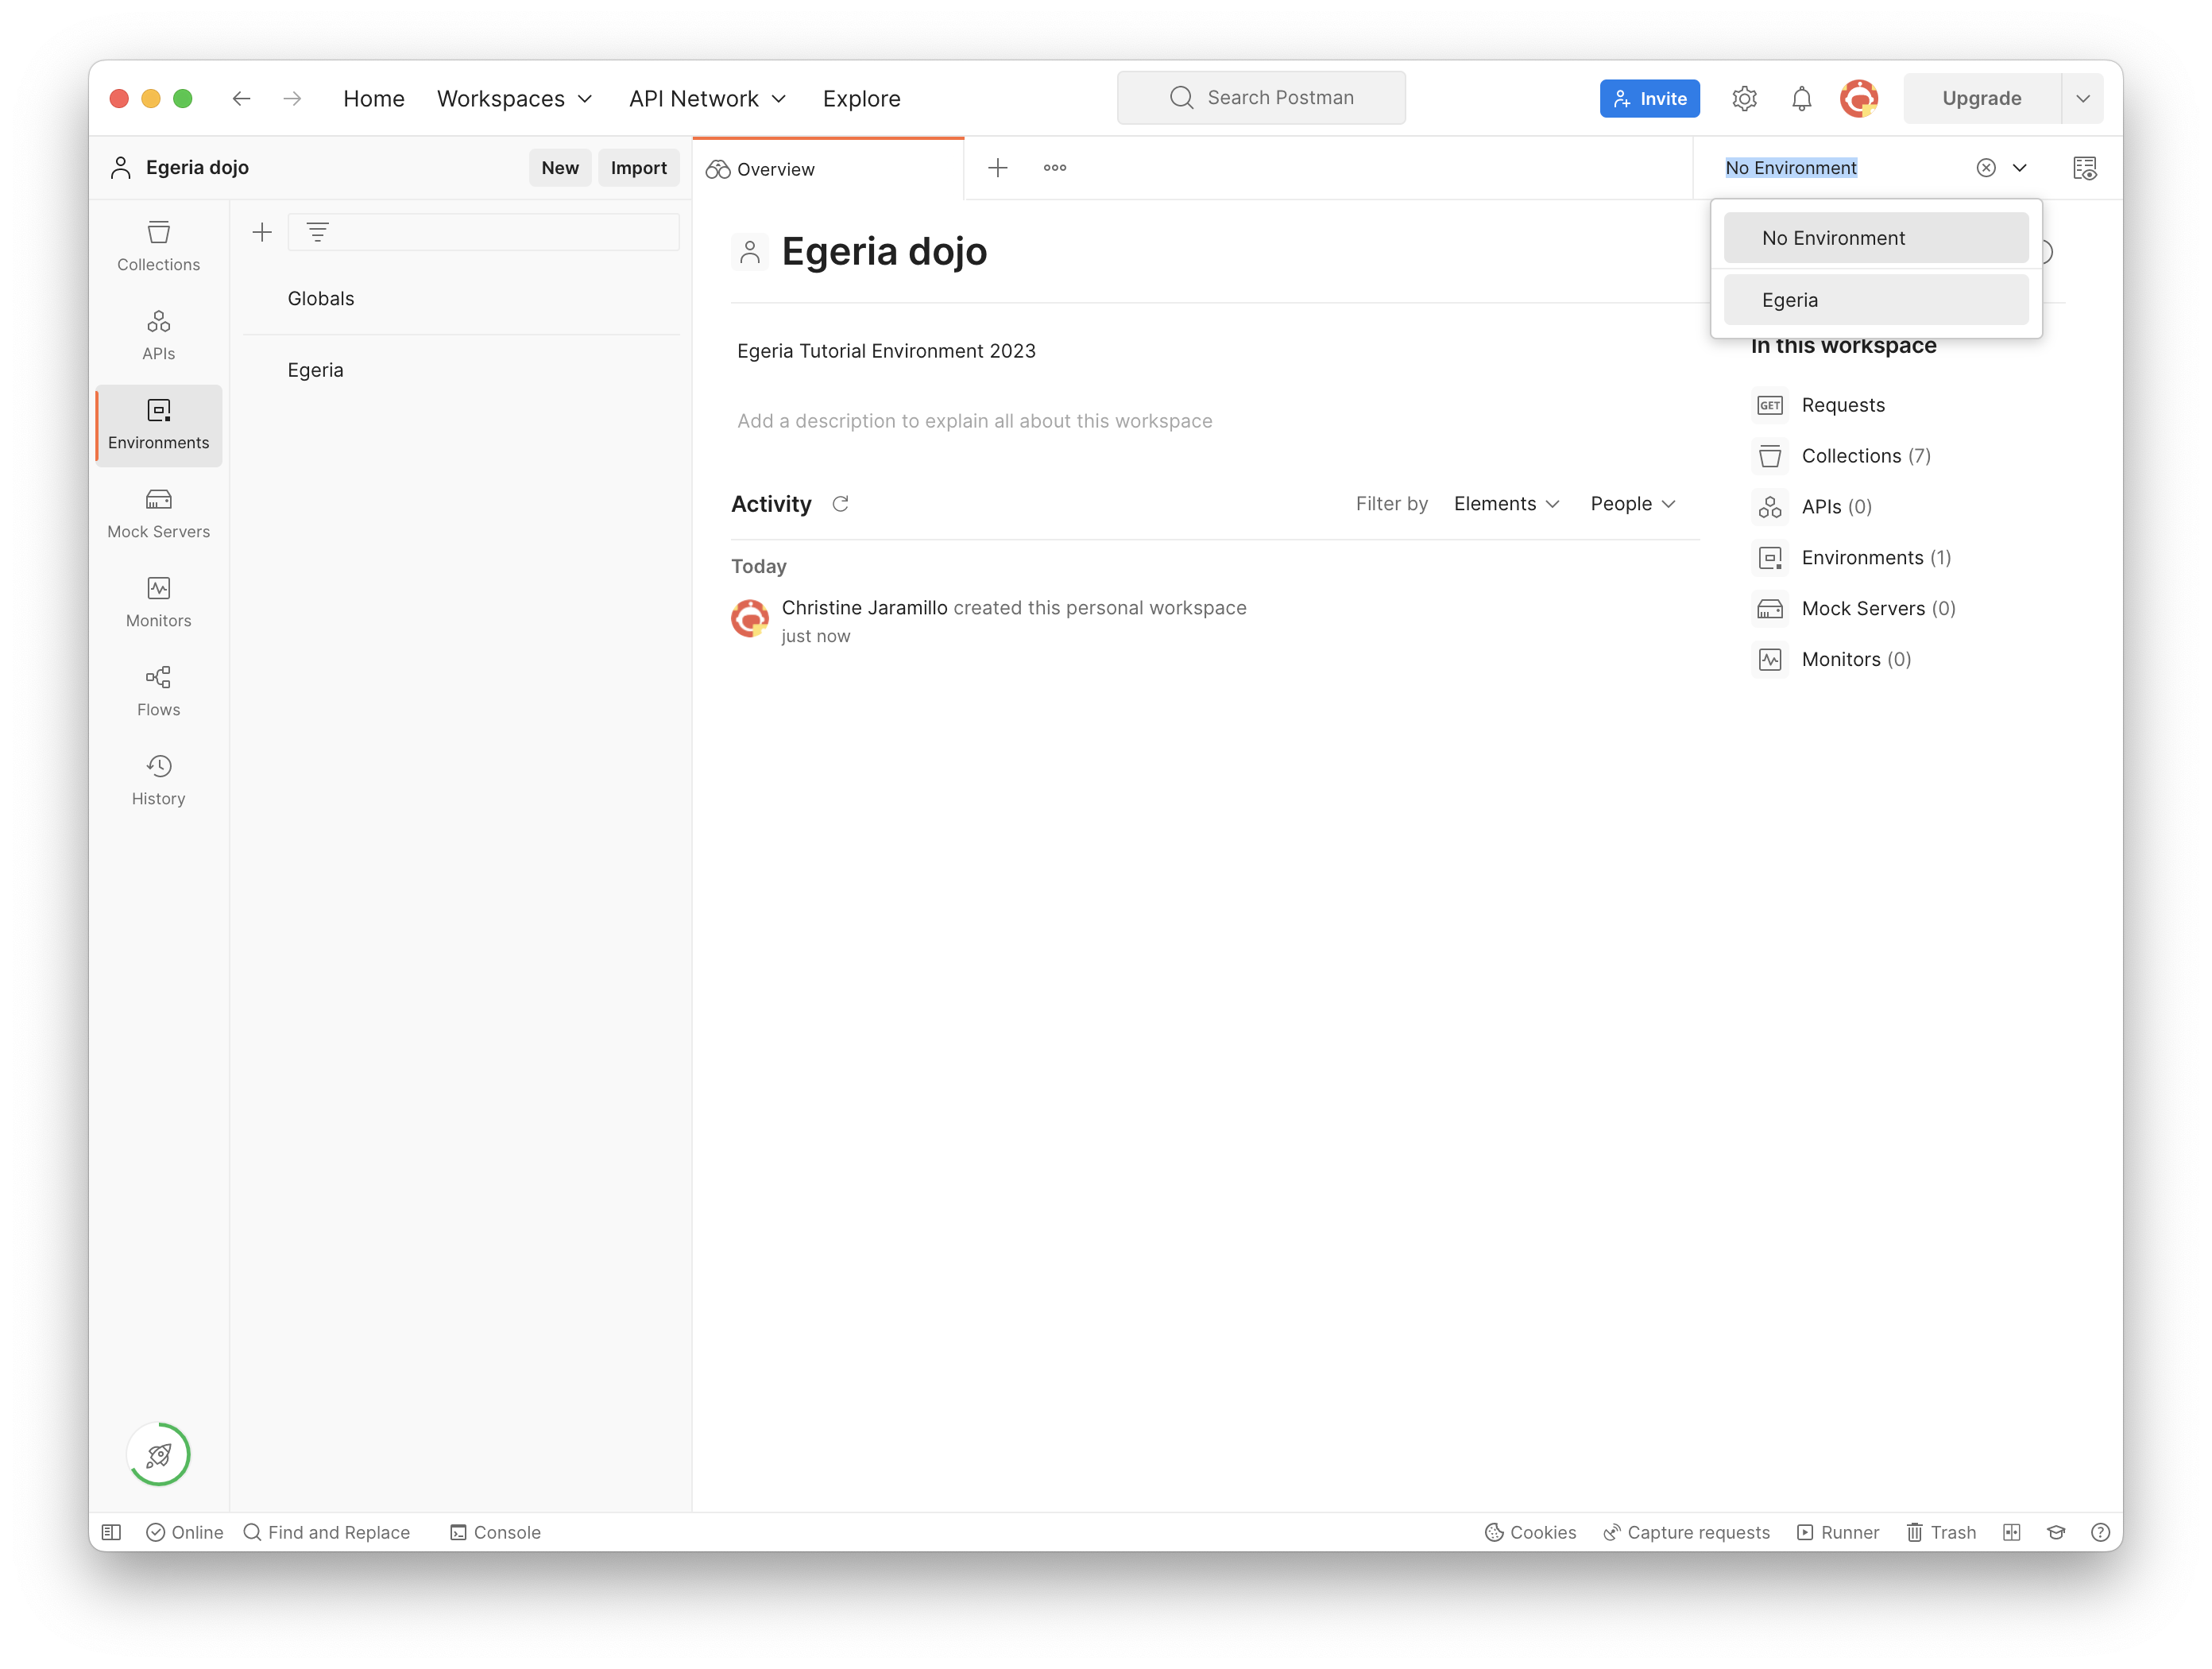 Home Workspaces API Network Explore Search Postman Invite Upgrade
Egeria dojo New Import Overview No Environment
Collections
APIs
Environments
Mock Servers
Monitors
Flows
History
Globals
Egeria
Egeria dojo
Egeria Tutorial Environment 2023
Add a description to explain all about this workspace
Activity Filter by Elements People
Today
Christine Jaramillo created this personal workspace
just now
No Environment
Egeria
In this workspace
GET Requests
Collections (7)
APIs (0)
Environments (1)
Mock Servers (0)
Monitors (0)
Online Find and Replace Console Cookies Capture requests Runner Trash